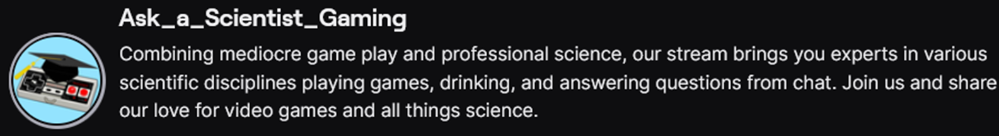 Ask_a_Scientist_Gaming
Combining mediocre game play and professional science, our stream brings you experts in various
scientific disciplines playing games, drinking, and answering questions from chat. Join us and share
our love for video games and all things science.